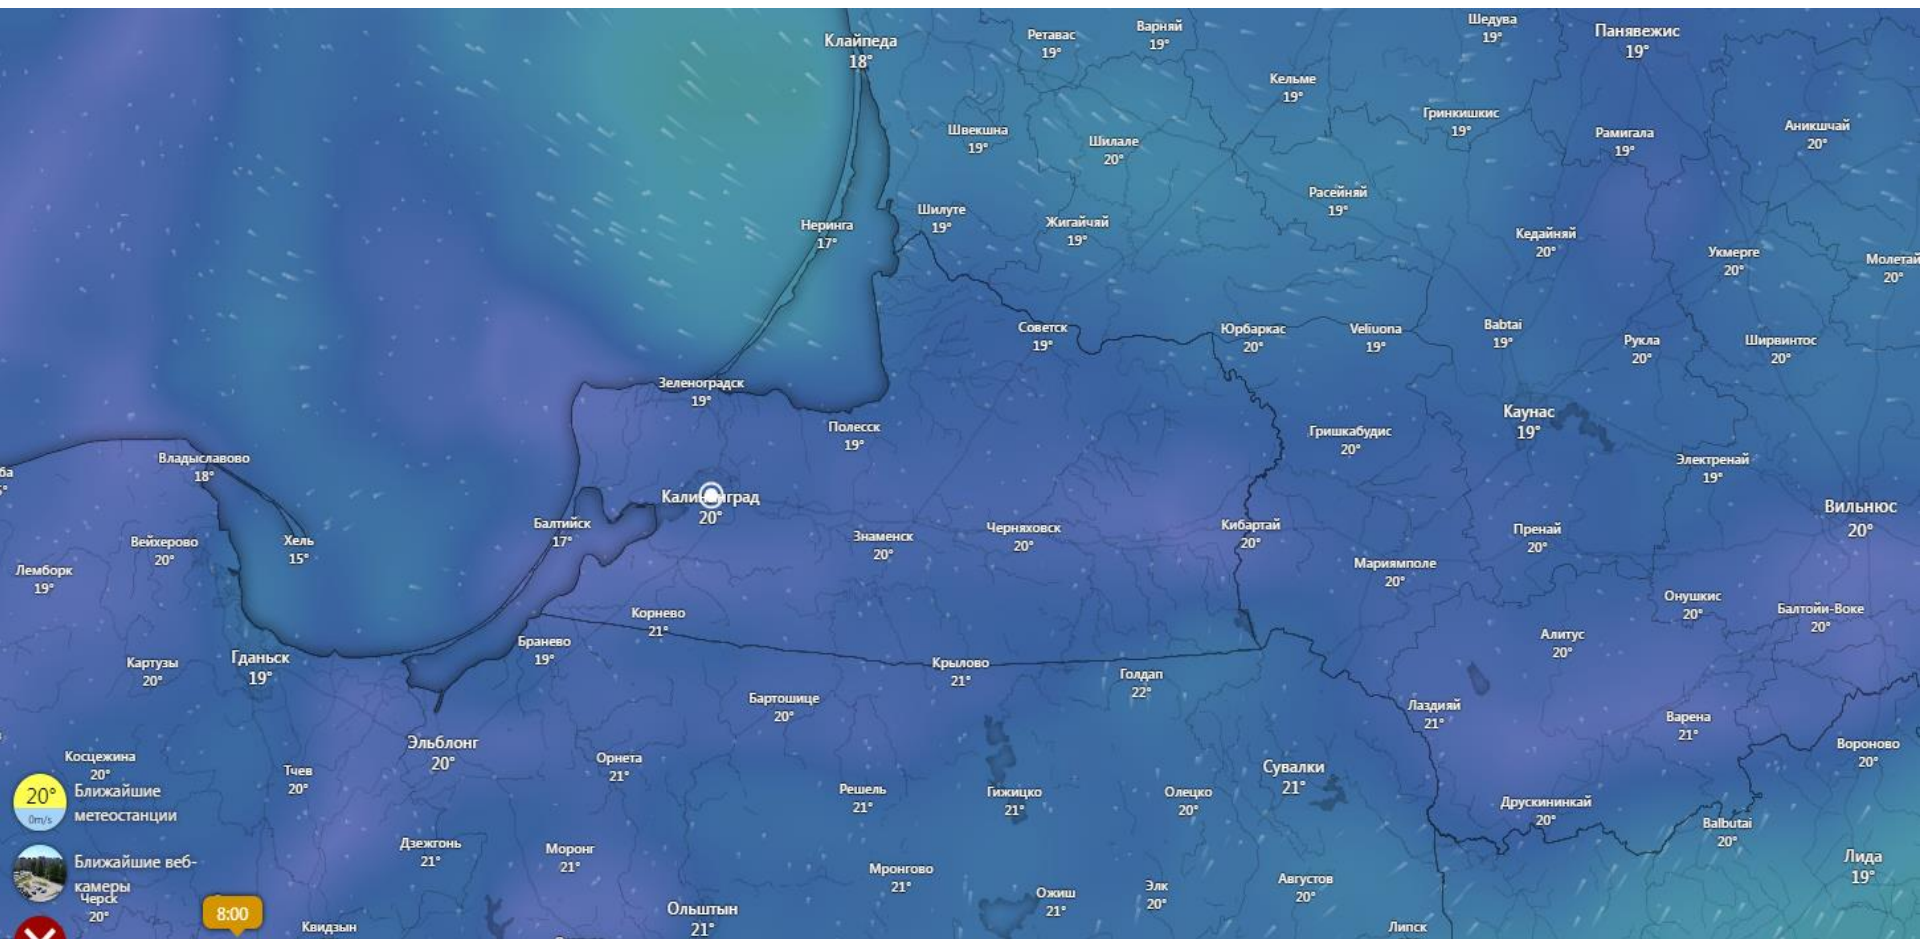 Клайпеда
18°
Ретавас
19°
Варняй
19°
Шедува
19°
Панявежис
19°
Кельме
19°
Гринкишкис
19°
Швекшна
19°
Шилале
20°
Рамигала
19°
Аникшчай
20°
Расейняй
19°
Неринга
17°
Шилуте
19°
Жигайчяй
19°
Кедайняй
20°
Укмерге
20°
Молетай
20°
Советск
19°
Юрбаркас
20°
Veliuona
19°
Babtai
19°
Рукла
20°
Ширвинтос
20°
Зеленоградск
19°
Полесск
19°
Гришкабудис
20°
Каунас
19°
Владыславово
18°
ба
Электренай
19°
Калининград
20°
Вильнюс
20°
Вейхерово
20°
Хель
15°
Балтийск
17°
Знаменск
20°
Черняховск
20°
Кибартай
20°
Пренай
20°
Лемборк
19°
Мариямполе
20°
Корнево
21°
Онушкис
20°
Балтойи-Воке
20°
Бранево
19°
Алитус
20°
Картузы
20°
Гданьск
19°
Крылово
21°
Голдап
22°
Бартошице
20°
Лаздияй
21°
Варена
21°
Эльблонг
20°
Вороново
20°
Косцежина
20°
Тчев
20°
Орнета
21°
Решель
21°
Гижицко
21°
Олецко
20°
Сувалки
21°
Друскининкай
20°
Balbutai
20°
20°
0m/s
Ближайшие
метеостанции
Дзежгонь
21°
Моронг
21°
Мронгово
21°
Ожиш
21°
Элк
20°
Августов
20°
Лида
19°
Ближайшие веб-
камеры
Черск
20°
8:00
Квидзын
Ольштын
21°
Липск